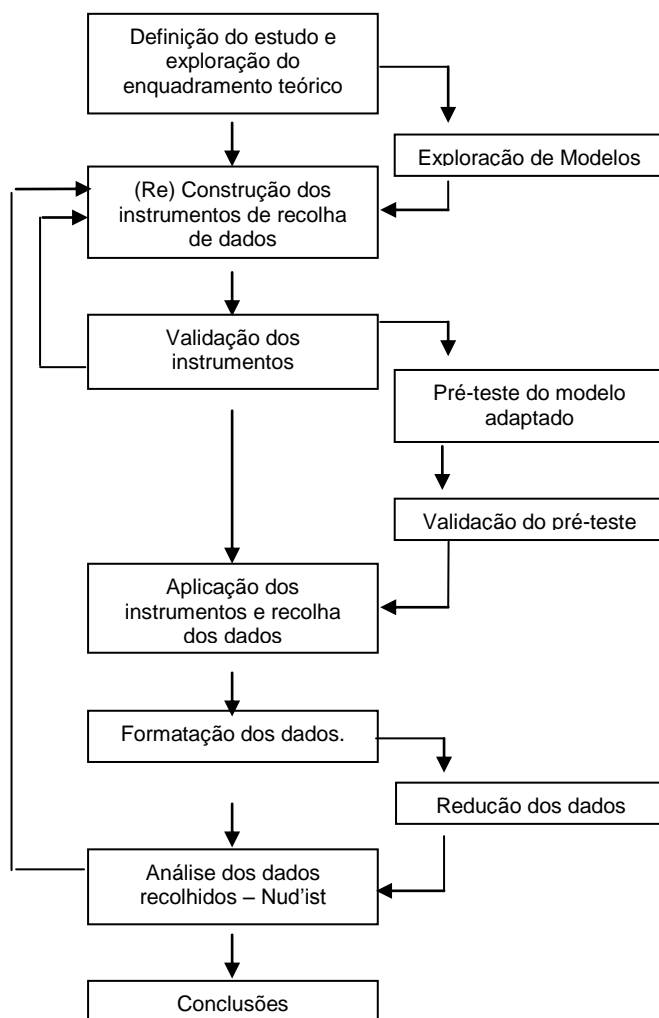 Definição do estudo e
exploração do
enquadramento teórico
Exploração de Modelos
(Re) Construção dos
instrumentos de recolha
de dados
Validação dos
instrumentos
Pré-teste do modelo
adaptado
Validação do pré-teste
Aplicação dos
instrumentos e recolha
dos dados
Formatação dos dados.
Redução dos dados
Análise dos dados
recolhidos – Nud’ist
Conclusões